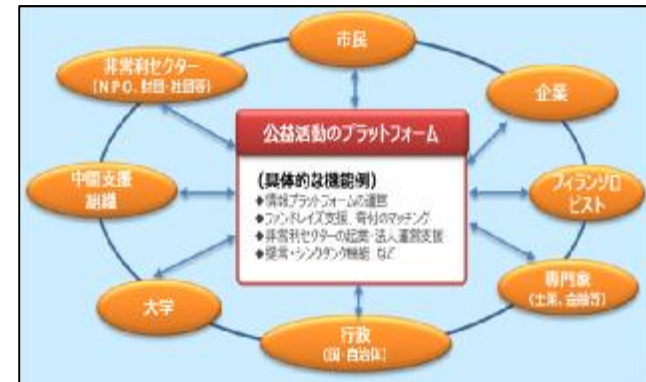 市民
非営利セクター
(NPO、財団・社団等)
企業
公益活動のプラットフォーム
(具体的な機能例)
◆情報プラットフォームの運営
◆ファンドレイズ支援、寄付のマッチング
◆非営利セクターの起業・法人運営支援
◆提言・シンクタンク機能 など
中間支援
組織
フィランソロ
ピスト
大学
専門家
(士業、金融等)
行政
(国・自治体)